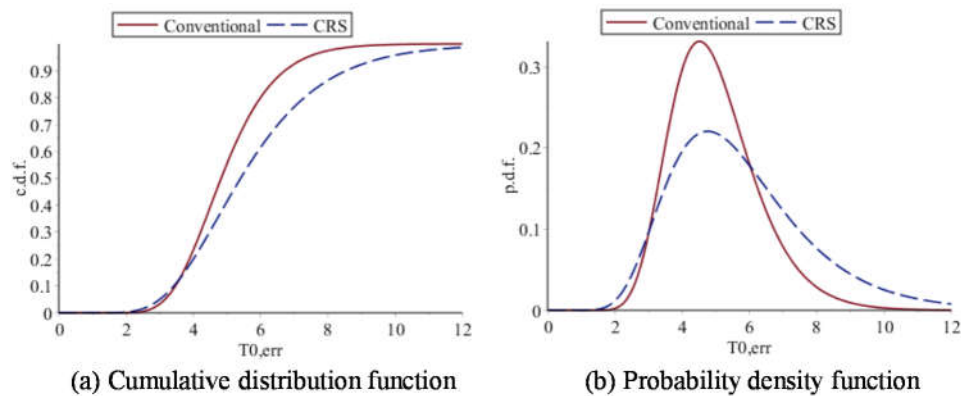 Conventional CRS
0.9
0.8
0.7
0.6
0.5
0.4
0.3
0.2
0.1
0
c.d.f.
0 2 4 6 8 10 12
T0,err
(a) Cumulative distribution function
Conventional CRS
0.3
0.2
0.1
0
p.d.f.
0 2 4 6 8 10 12
T0,err
(b) Probability density function